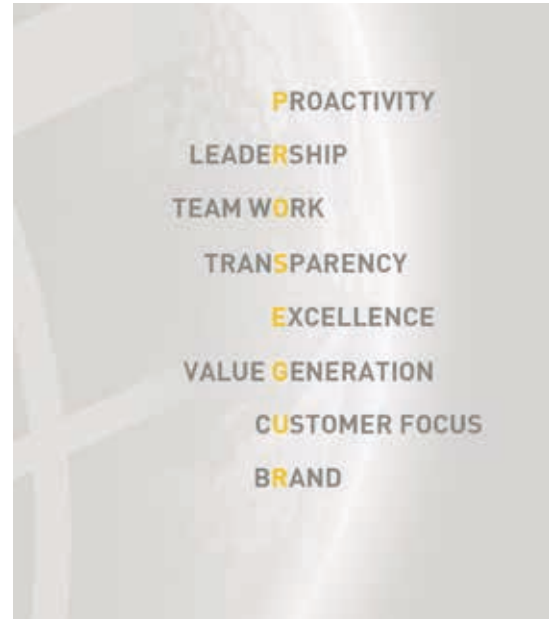 PROACTIVITY
LEADERSHIP
TEAM WORK
TRANSPARENCY
EXCELLENCE
VALUE GENERATION
CUSTOMER FOCUS
BRAND